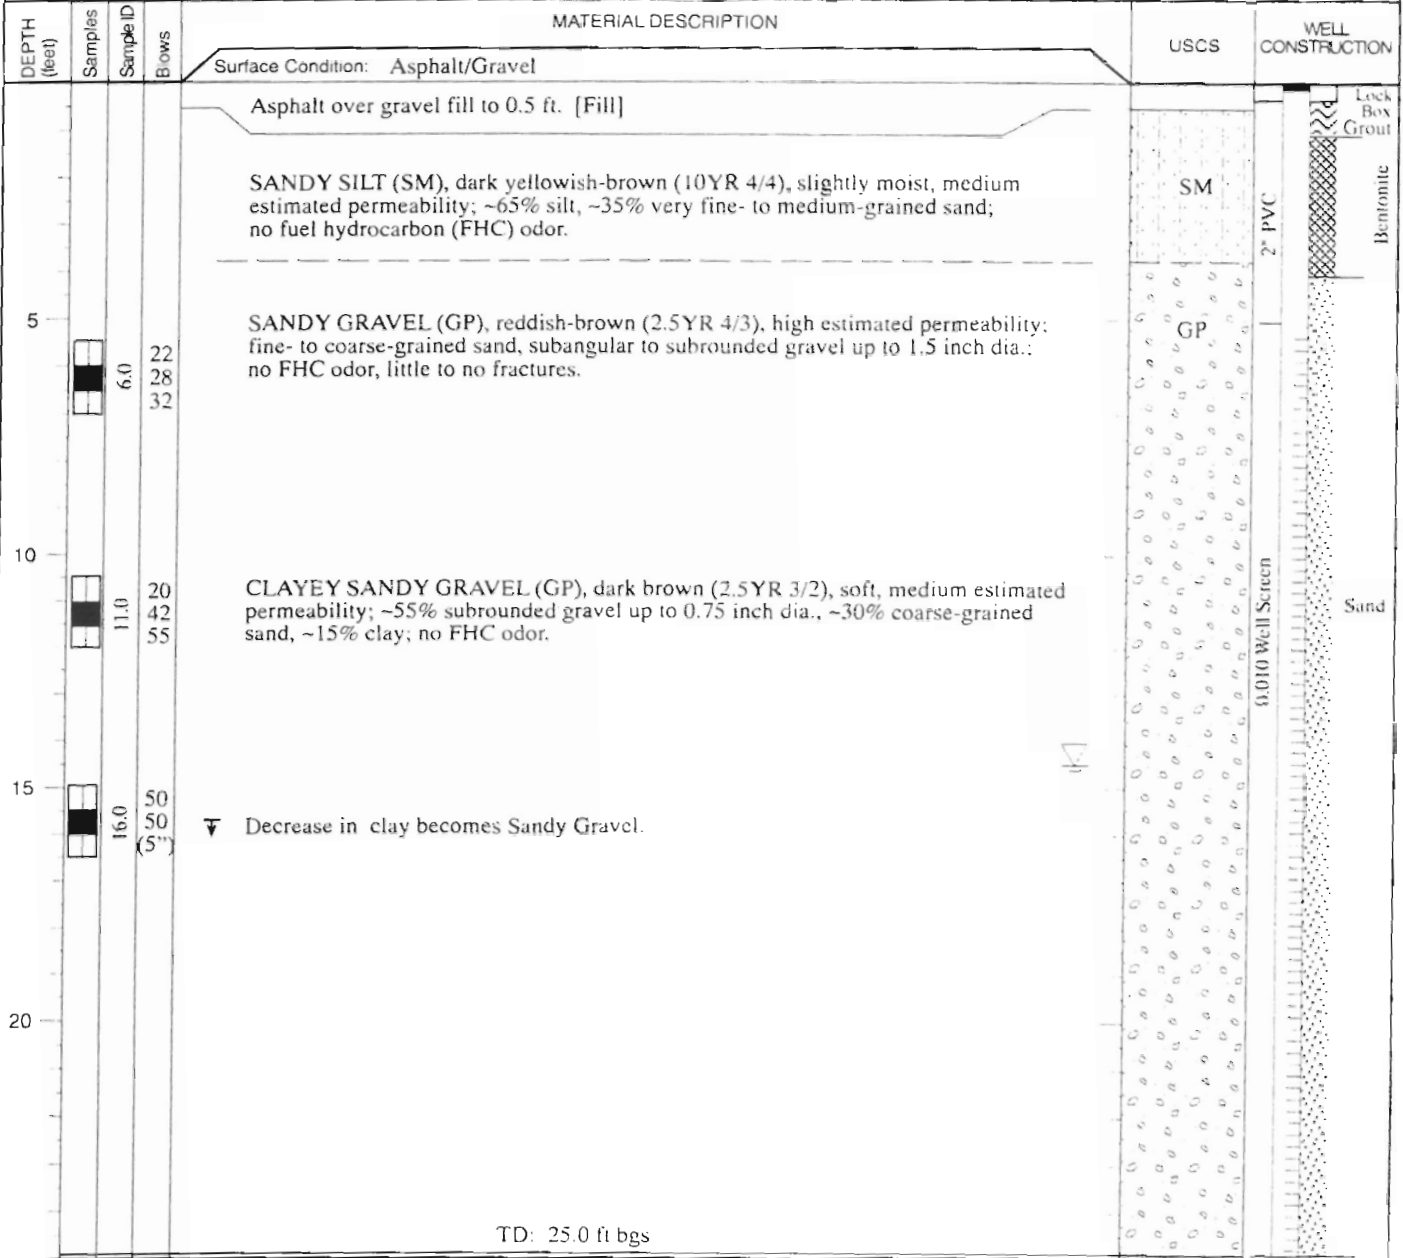 DEPTH
(feet)
Samples
Sample ID
Blows
MATERIAL DESCRIPTION
Surface Condition: Asphalt/Gravel
USCS
WELL
CONSTRUCTION
Asphalt over gravel fill to 0.5 ft. [Fill]
Lock
Box
Grout
SANDY SILT (SM), dark yellowish-brown (10YR 4/4), slightly moist, medium
estimated permeability; ~65% silt, ~35% very fine- to medium-grained sand;
no fuel hydrocarbon (FHC) odor.
SM
2" PVC
Bentonite
5
SANDY GRAVEL (GP), reddish-brown (2.5YR 4/3), high estimated permeability;
fine- to coarse-grained sand, subangular to subrounded gravel up to 1.5 inch dia.;
no FHC odor, little to no fractures.
GP
6.0
22
28
32
10
11.0
20
42
55
CLAYEY SANDY GRAVEL (GP), dark brown (2.5YR 3/2), soft, medium estimated
permeability; ~55% subrounded gravel up to 0.75 inch dia., ~30% coarse-grained
sand, ~15% clay; no FHC odor.
0.010 Well Screen
Sand
15
16.0
50
50
(5")
Decrease in clay becomes Sandy Gravel.
20
TD: 25.0 ft bgs